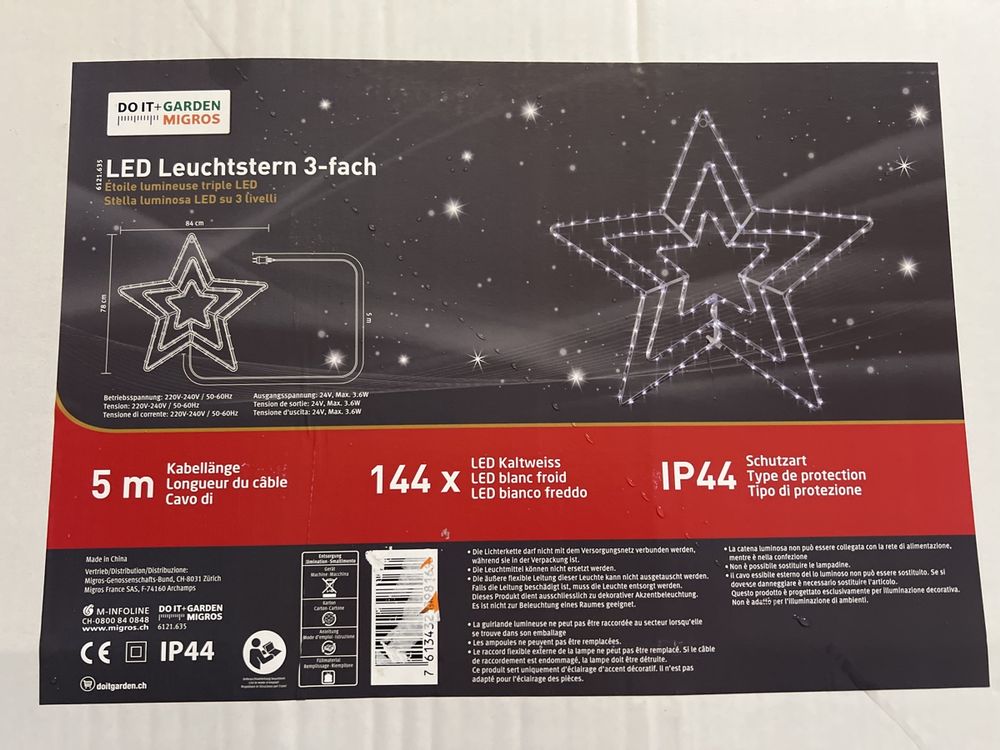 DO IT + GARDEN
MIGROS
6121.635
LED Leuchtstern 3-fach
Étoile lumineuse triple LED
Stella luminosa LED su 3 livelli
84 cm
78 cm
5 m
Betriebsspannung: 220V-240V / 50-60Hz
Tension: 220V-240V / 50-60Hz
Tensione di corrente: 220V-240V / 50-60Hz
Ausgangsspannung: 24V, Max. 3.6W
Tension de sortie: 24V, Max. 3.6W
Tensione d'uscita: 24V, Max. 3.6W
5 m
Kabellänge
Longueur du câble
Cavo di
144 x
LED Kaltweiss
LED blanc froid
LED bianco freddo
IP44
Schutzart
Type de protection
Tipo di protezione
Made in China
Vertrieb/Distribution/Distribuzione:
Migros-Genossenschafts-Bund, CH-8031 Zürich
Migros France SAS, F-74160 Archamps
M-INFOLINE
CH-0800 84 0848
www.migros.ch
DO IT + GARDEN
MIGROS
6121.635
CE IP44
doitgarden.ch
Entsorgung
Gerät
Machine-Macchina
Karton
Carton-Cartone
Anleitung
Mode d'emploi-Istruzione
Füllmaterial
Remplissage-Riempitore
• Die Lichterkette darf nicht mit dem Versorgungsnetz verbunden werden,
während sie in der Verpackung ist.
• Die Leuchtmittel können nicht ersetzt werden.
• Die äußere flexible Leitung dieser Leuchte kann nicht ausgetauscht werden.
Falls die Leitung beschädigt ist, muss die Leuchte entsorgt werden.
Dieses Produkt dient ausschliesslich zu dekorativer Akzentbeleuchtung.
Es ist nicht zur Beleuchtung eines Raumes geeignet.
• La guirlande lumineuse ne peut pas être raccordée au secteur lorsqu'elle
se trouve dans son emballage
• Les ampoules ne peuvent pas être remplacées.
• Le raccord flexible externe de la lampe ne peut pas être remplacé. Si le câble
de raccordement est endommagé, la lampe doit être détruite.
Ce produit sert uniquement d'éclairage d'accent décoratif. Il n'est pas
adapté pour l'éclairage des pièces.
• La catena luminosa non può essere collegata con la rete di alimentazione,
mentre è nella confezione
• Non è possibile sostituire le lampadine.
• il cavo essibile esterno del lo luminoso non può essere sostituito. Se si
dovesse danneggiare è necessario sostituire l'articolo.
Questo prodotto è progettato esclusivamente per illuminazione decorativa.
Non è adatto per l'illuminazione di ambienti.